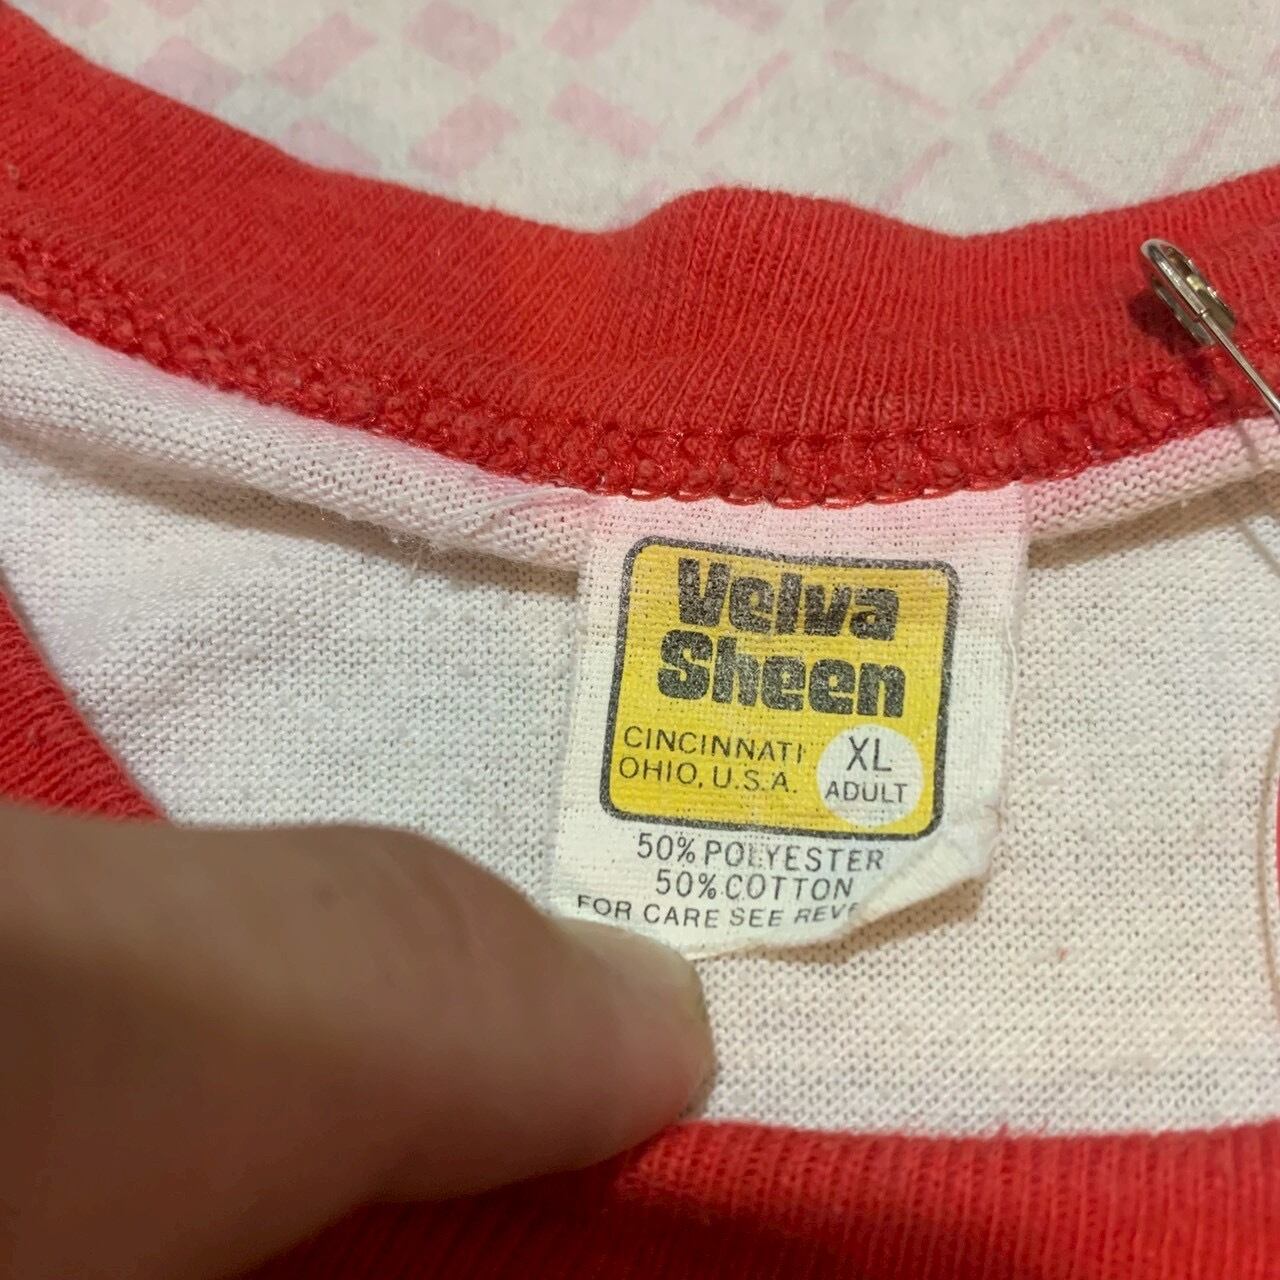 Velva
Sheen
CINCINNATI
OHIO, U.S.A.
XL
ADULT
50% POLYESTER
50% COTTON
FOR CARE SEE